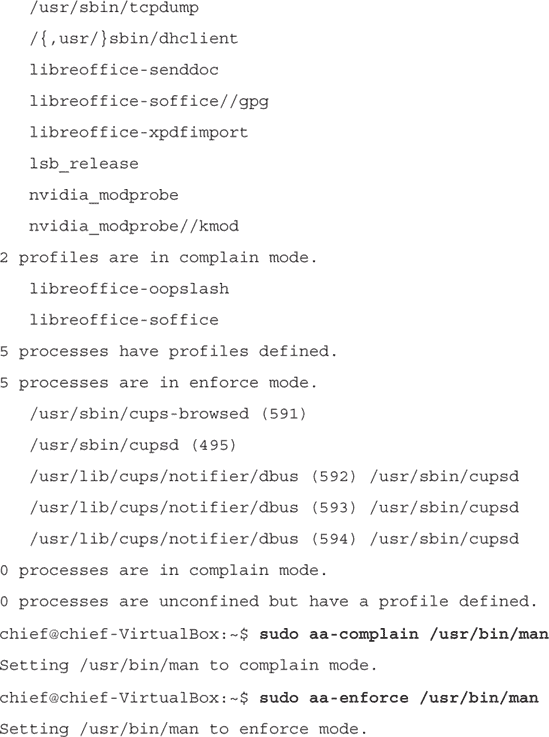 /usr/sbin/tcpdump
/{,usr/}sbin/dhclient
libreoffice-senddoc
libreoffice-soffice//gpg
libreoffice-xpdfimport
lsb_release
nvidia_modprobe
nvidia_modprobe//kmod
2 profiles are in complain mode.
libreoffice-oopslash
libreoffice-soffice
5 processes have profiles defined.
5 processes are in enforce mode.
/usr/sbin/cups-browsed (591)
/usr/sbin/cupsd (495)
/usr/lib/cups/notifier/dbus (592) /usr/sbin/cupsd
/usr/lib/cups/notifier/dbus (593) /usr/sbin/cupsd
/usr/lib/cups/notifier/dbus (594) /usr/sbin/cupsd
0 processes are in complain mode.
0 processes are unconfined but have a profile defined.
chief@chief-VirtualBox:~$ sudo aa-complain /usr/bin/man
Setting /usr/bin/man to complain mode.
chief@chief-VirtualBox:~$ sudo aa-enforce /usr/bin/man
Setting /usr/bin/man to enforce mode.